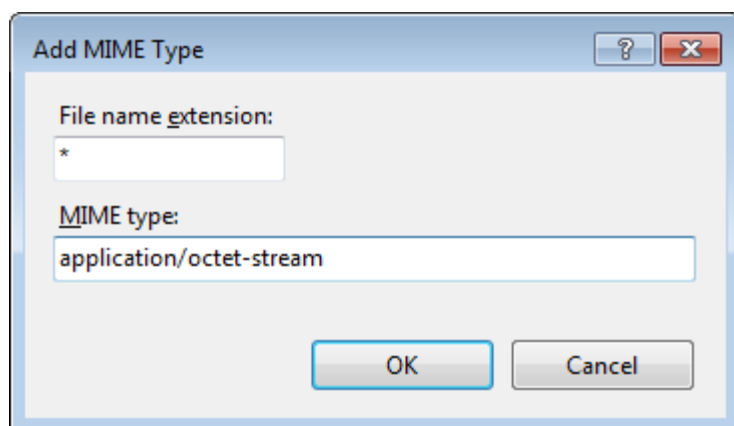 Add MIME Type
?
File name extension:
*
MIME type:
application/octet-stream
OK
Cancel